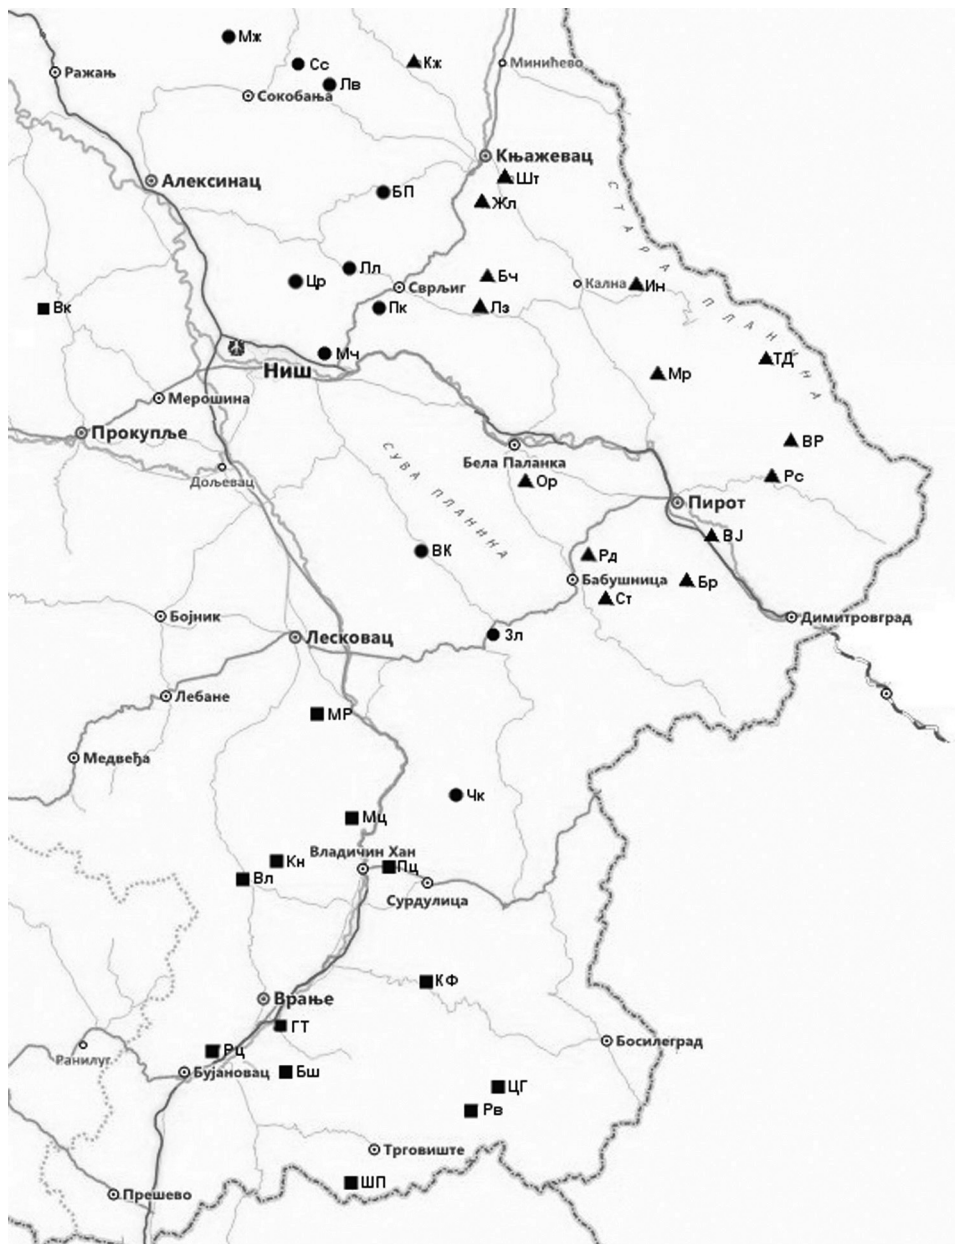 Мж
Сс
Кж
Минићево
Ражањ
Лв
Сокобања
Књажевац
Алексинац
Шт
БП
Жл
СТАРА ПЛАНИНА
Лл
Бч
Цр
Сврљиг
Кална
Ин
Вк
Пк
Лз
Мч
ТД
Ниш
Мр
Мерошина
Прокупље
ВР
Бела Паланка
СУВА ПЛАНИНА
Дољевац
Ор
Рс
Пирот
ВЈ
ВК
Рд
Бабушница
Бр
Ст
Бојник
Димитровград
Лесковац
Зл
Лебане
МР
Медвеђа
Чк
Мц
Владичин Хан
Кн
Пц
Вл
Сурдулица
КФ
Врање
ГТ
Босилеград
Ранилуг
Рц
Бујановац
Бш
ЦГ
Рв
Трговиште
ШП
Прешево